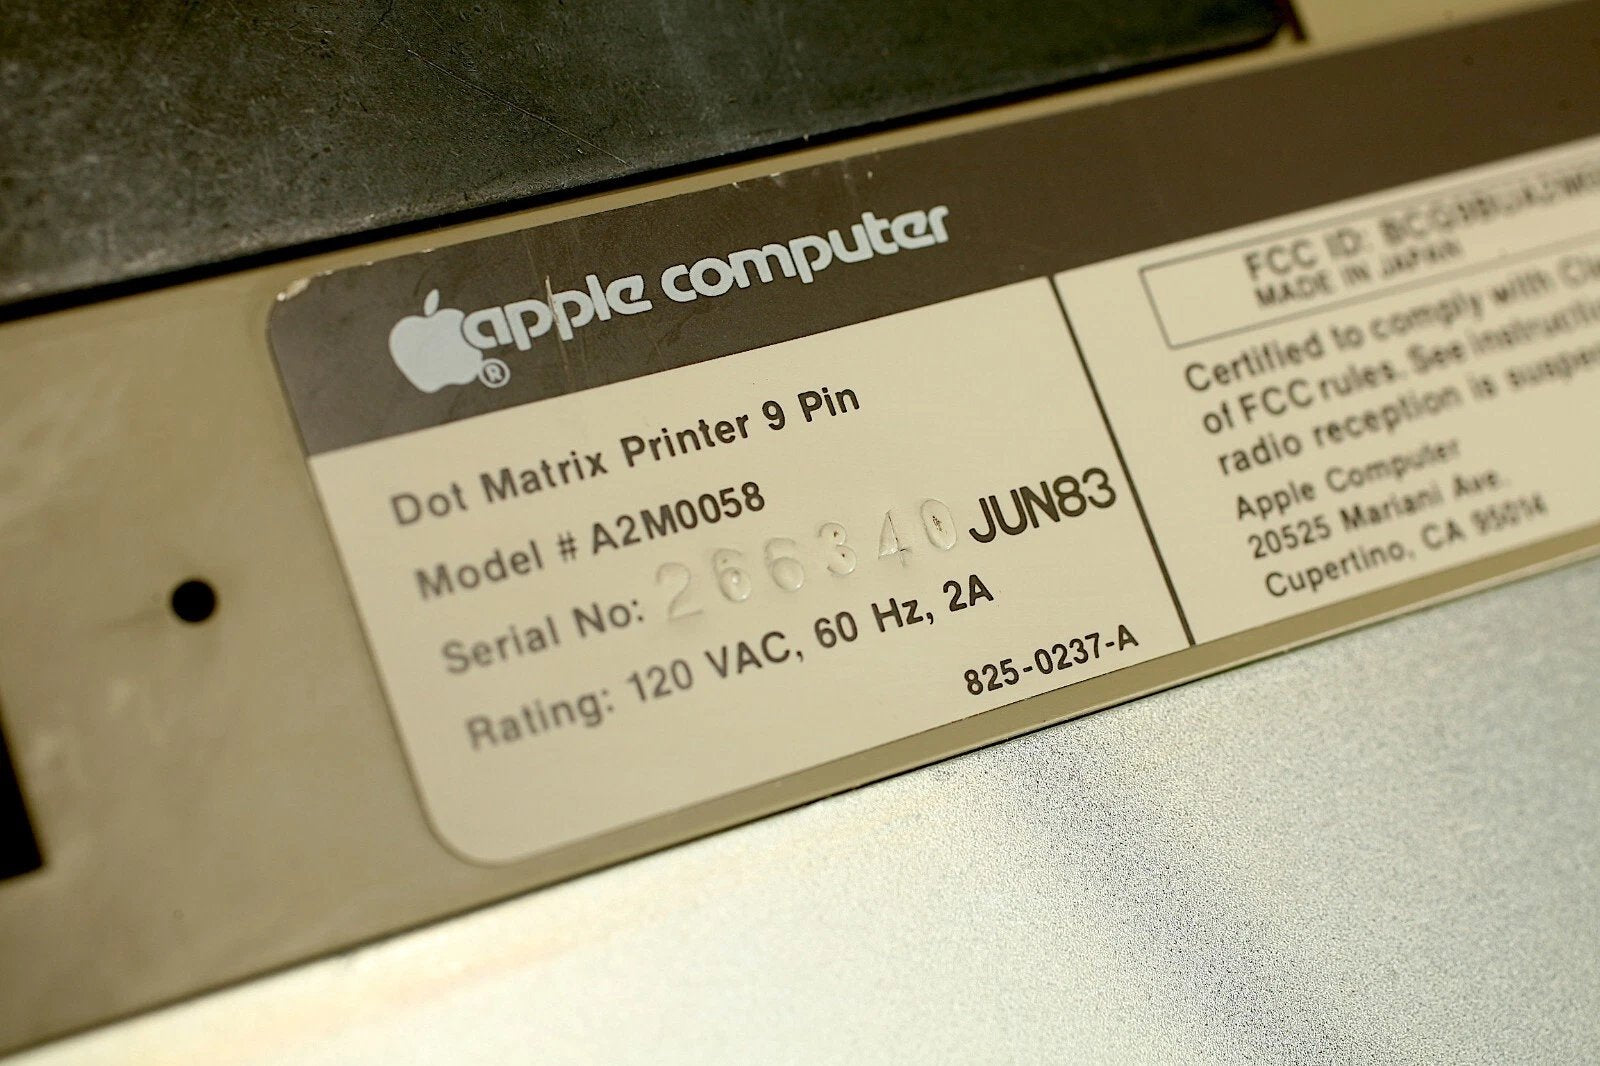 apple computer
®
Dot Matrix Printer 9 Pin
Model # A2M0058
Serial No: 266340 JUN83
Rating: 120 VAC, 60 Hz, 2A
825-0237-A
FCC ID:
MADE IN JAPAN
Certified to comply with
of FCC rules. See
radio reception is
Apple Computer
20525 Mariani Ave.
Cupertino, CA 95014